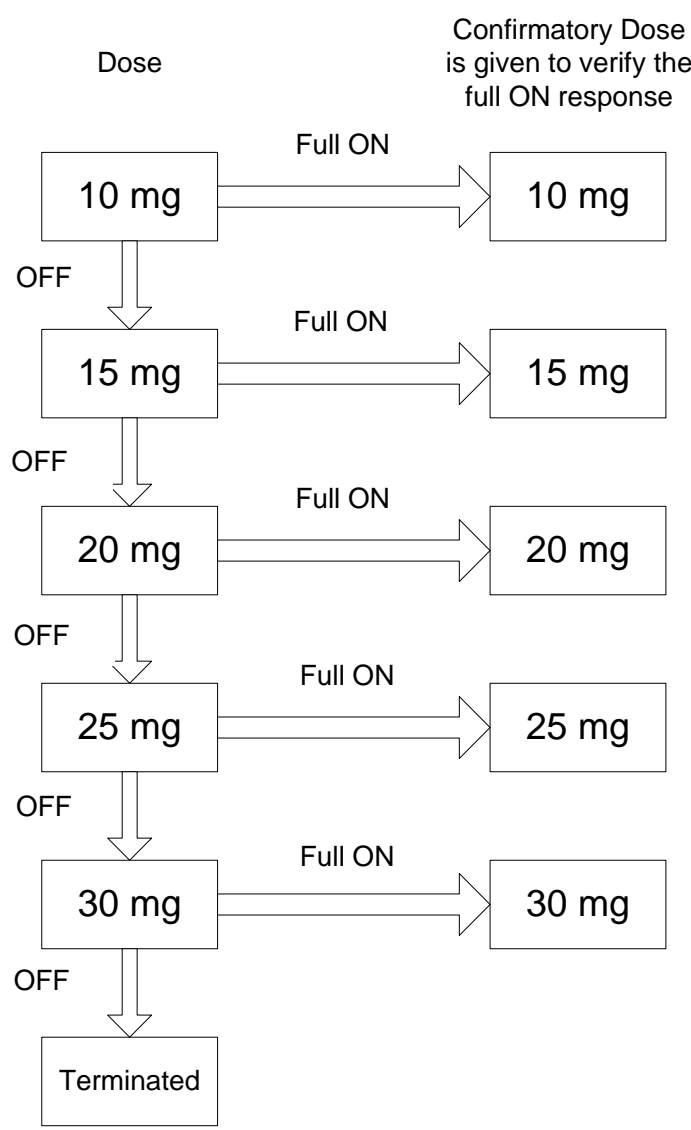 Dose
Confirmatory Dose
is given to verify the
full ON response
Full ON
10 mg
10 mg
OFF
Full ON
15 mg
15 mg
OFF
Full ON
20 mg
20 mg
OFF
Full ON
25 mg
25 mg
OFF
Full ON
30 mg
30 mg
OFF
Terminated